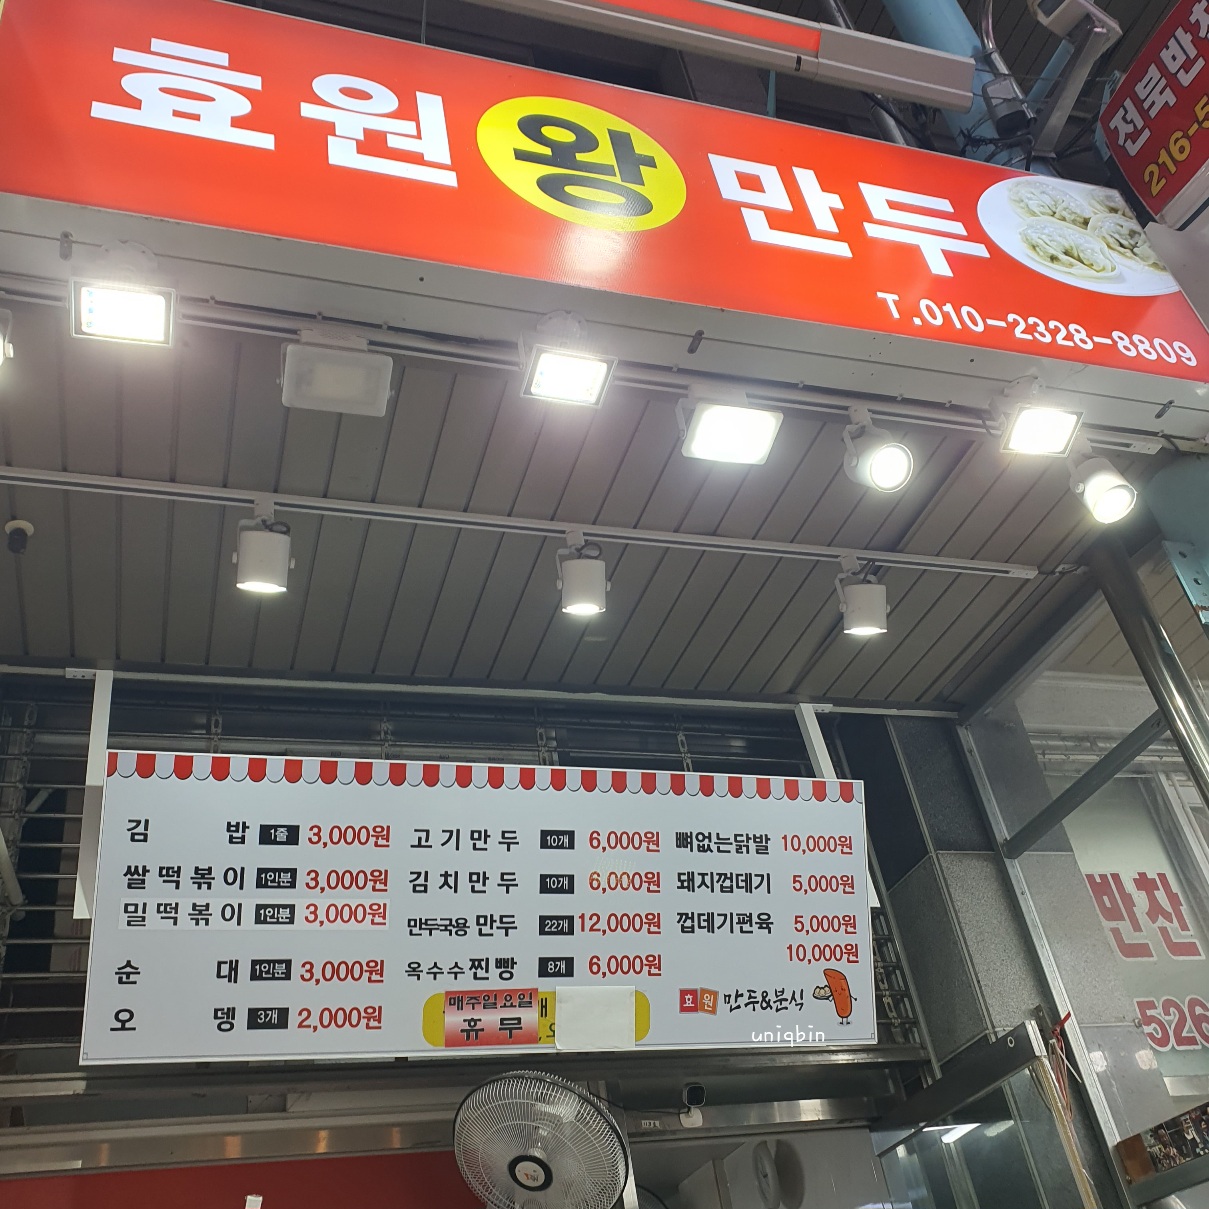 효원왕만두
T.010-2328-8809
전묵반찬
216-5
김밥 1줄 3,000원
쌀떡볶이 1인분 3,000원
밀떡볶이 1인분 3,000원
순대 1인분 3,000원
오뎅 3개 2,000원
고기만두 10개 6,000원
김치만두 10개 6,000원
만두국용 만두 22개 12,000원
옥수수찐빵 8개 6,000원
매주일요일
휴무
뼈없는닭발 10,000원
돼지껍데기 5,000원
껍데기편육 5,000원
10,000원
효원 만두&분식
uniqbin
반찬
526